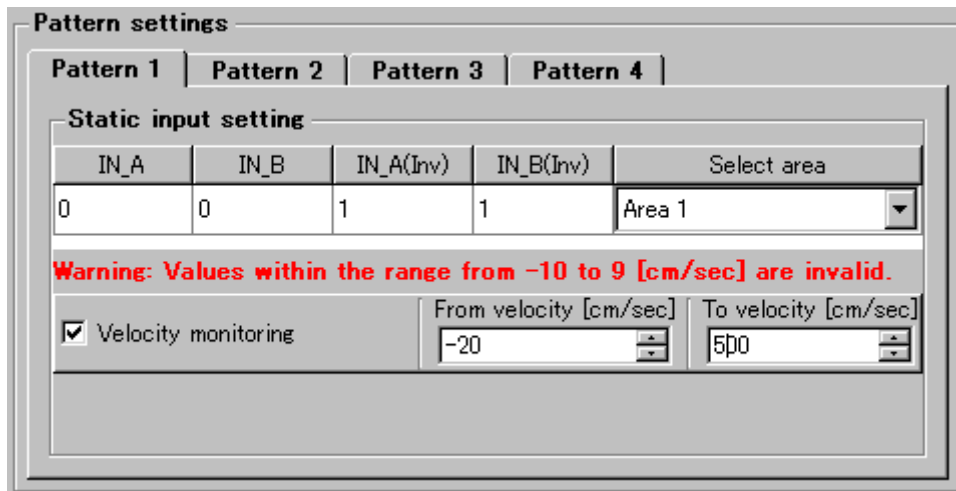 Pattern settings
Pattern 1 Pattern 2 Pattern 3 Pattern 4
Static input setting
IN_A IN_B IN_A(Inv) IN_B(Inv) Select area
0 0 1 1 Area 1
Warning: Values within the range from -10 to 9 [cm/sec] are invalid.
From velocity [cm/sec] To velocity [cm/sec]
Velocity monitoring -20 500